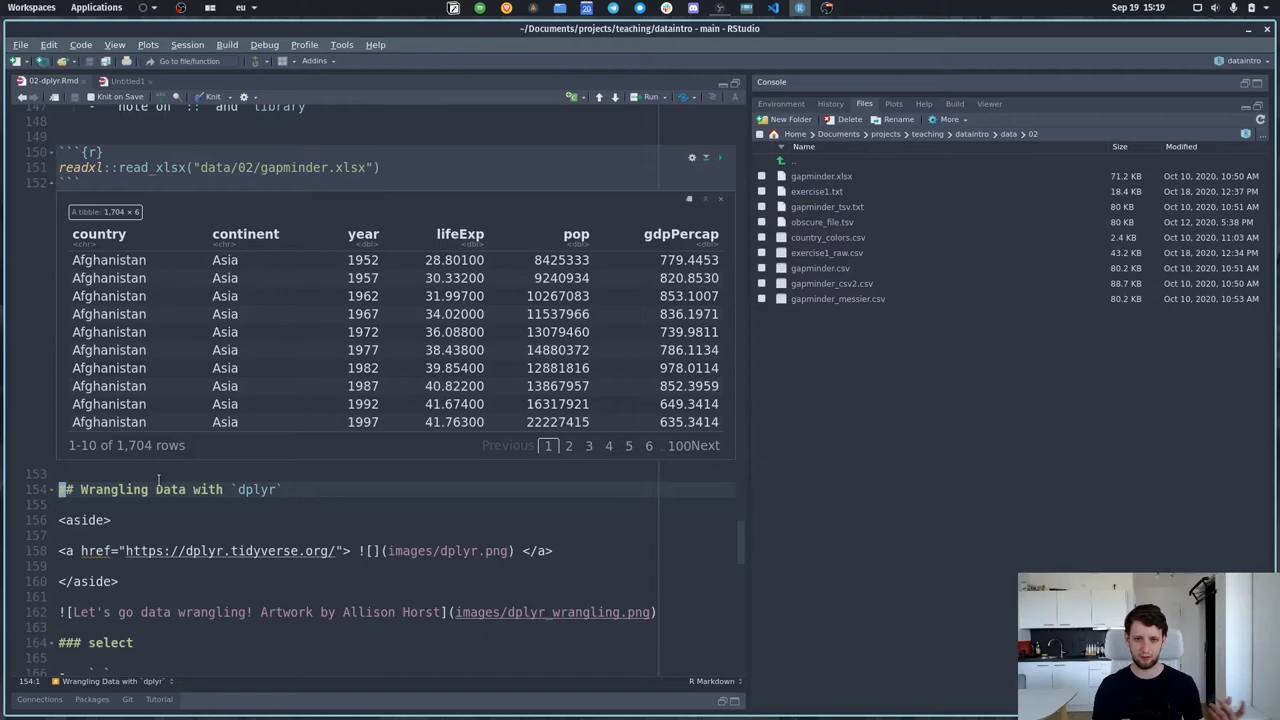 Workspaces Applications eu Sep 19 15:19
~/Documents/projects/teaching/dataintro - main - RStudio
File Edit Code View Plots Session Build Debug Profile Tools Help
Go to file/function Addins dataintro
02-dplyr.Rmd Untitled1
Knit on Save Knit Run
147 - note on `::` and `library
148
149
150 ```{r}
151 readxl::read_xlsx("data/02/gapminder.xlsx")
152 ```
A tibble: 1,704 × 6
country continent year lifeExp pop gdpPercap
<chr> <chr> <dbl> <dbl> <dbl> <dbl>
Afghanistan Asia 1952 28.80100 8425333 779.4453
Afghanistan Asia 1957 30.33200 9240934 820.8530
Afghanistan Asia 1962 31.99700 10267083 853.1007
Afghanistan Asia 1967 34.02000 11537966 836.1971
Afghanistan Asia 1972 36.08800 13079460 739.9811
Afghanistan Asia 1977 38.43800 14880372 786.1134
Afghanistan Asia 1982 39.85400 12881816 978.0114
Afghanistan Asia 1987 40.82200 13867957 852.3959
Afghanistan Asia 1992 41.67400 16317921 649.3414
Afghanistan Asia 1997 41.76300 22227415 635.3414
1-10 of 1,704 rows Previous 1 2 3 4 5 6 .. 100 Next
153
154 ## Wrangling Data with `dplyr`
155
156 <aside>
157
158 <a href="https://dplyr.tidyverse.org/"> ![](images/dplyr.png) </a>
159
160 </aside>
161
162 ![Let's go data wrangling! Artwork by Allison Horst](images/dplyr_wrangling.png)
163
164 ### select
165
166 - ` `
154:1 Wrangling Data with `dplyr` R Markdown
Connections Packages Git Tutorial
Console
Environment History Files Plots Help Build Viewer
New Folder Delete Rename More
Home Documents projects teaching dataintro data 02 ...
Name Size Modified
..
gapminder.xlsx 71.2 KB Oct 10, 2020, 10:50 AM
exercise1.txt 18.4 KB Oct 18, 2020, 12:37 PM
gapminder_tsv.txt 80 KB Oct 10, 2020, 10:51 AM
obscure_file.tsv 80 KB Oct 12, 2020, 5:38 PM
country_colors.csv 2.4 KB Oct 10, 2020, 11:03 AM
exercise1_raw.csv 43.2 KB Oct 18, 2020, 12:34 PM
gapminder.csv 80.2 KB Oct 10, 2020, 10:51 AM
gapminder_csv2.csv 88.7 KB Oct 10, 2020, 10:50 AM
gapminder_messier.csv 80.2 KB Oct 10, 2020, 10:53 AM